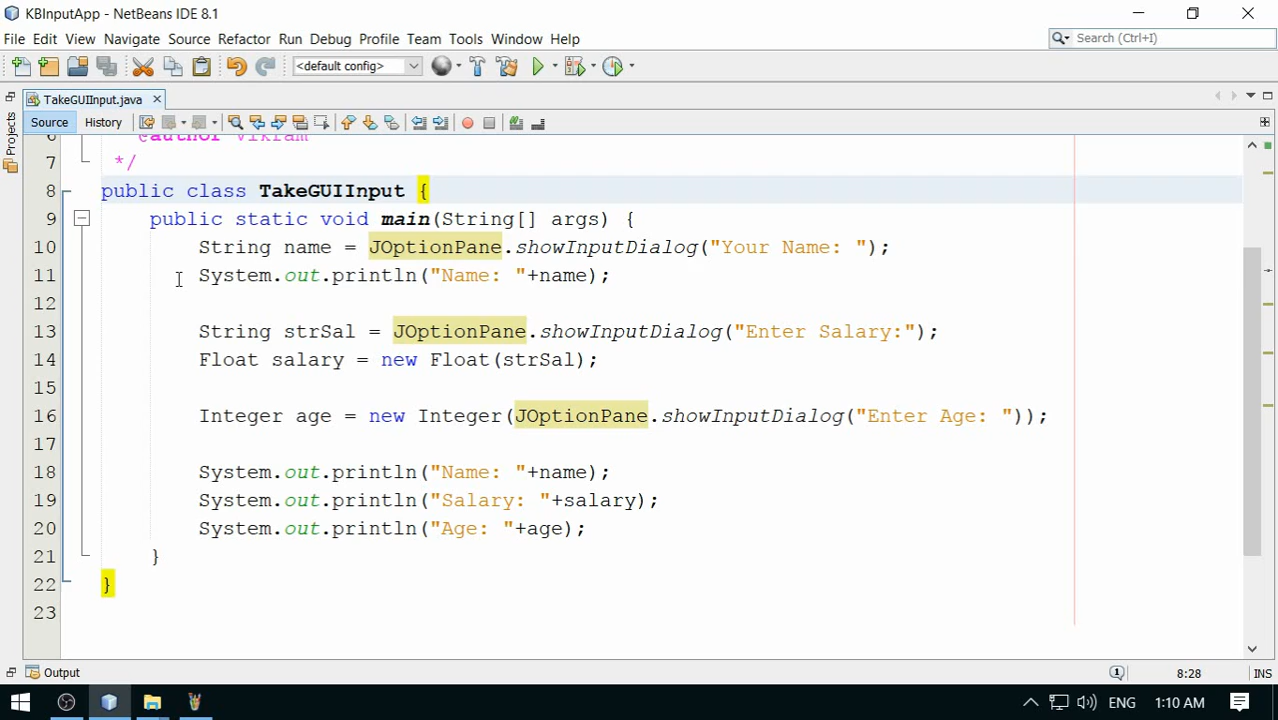 KBInputApp - NetBeans IDE 8.1
File Edit View Navigate Source Refactor Run Debug Profile Team Tools Window Help
Search (Ctrl+I)
<default config>
Projects
TakeGUIInput.java
Source History
6 @author Vikram
7 */
8 public class TakeGUIInput {
9 public static void main(String[] args) {
10 String name = JOptionPane.showInputDialog("Your Name: ");
11 System.out.println("Name: "+name);
12
13 String strSal = JOptionPane.showInputDialog("Enter Salary:");
14 Float salary = new Float(strSal);
15
16 Integer age = new Integer(JOptionPane.showInputDialog("Enter Age: "));
17
18 System.out.println("Name: "+name);
19 System.out.println("Salary: "+salary);
20 System.out.println("Age: "+age);
21 }
22 }
23
Output
1
8:28 INS
ENG 1:10 AM